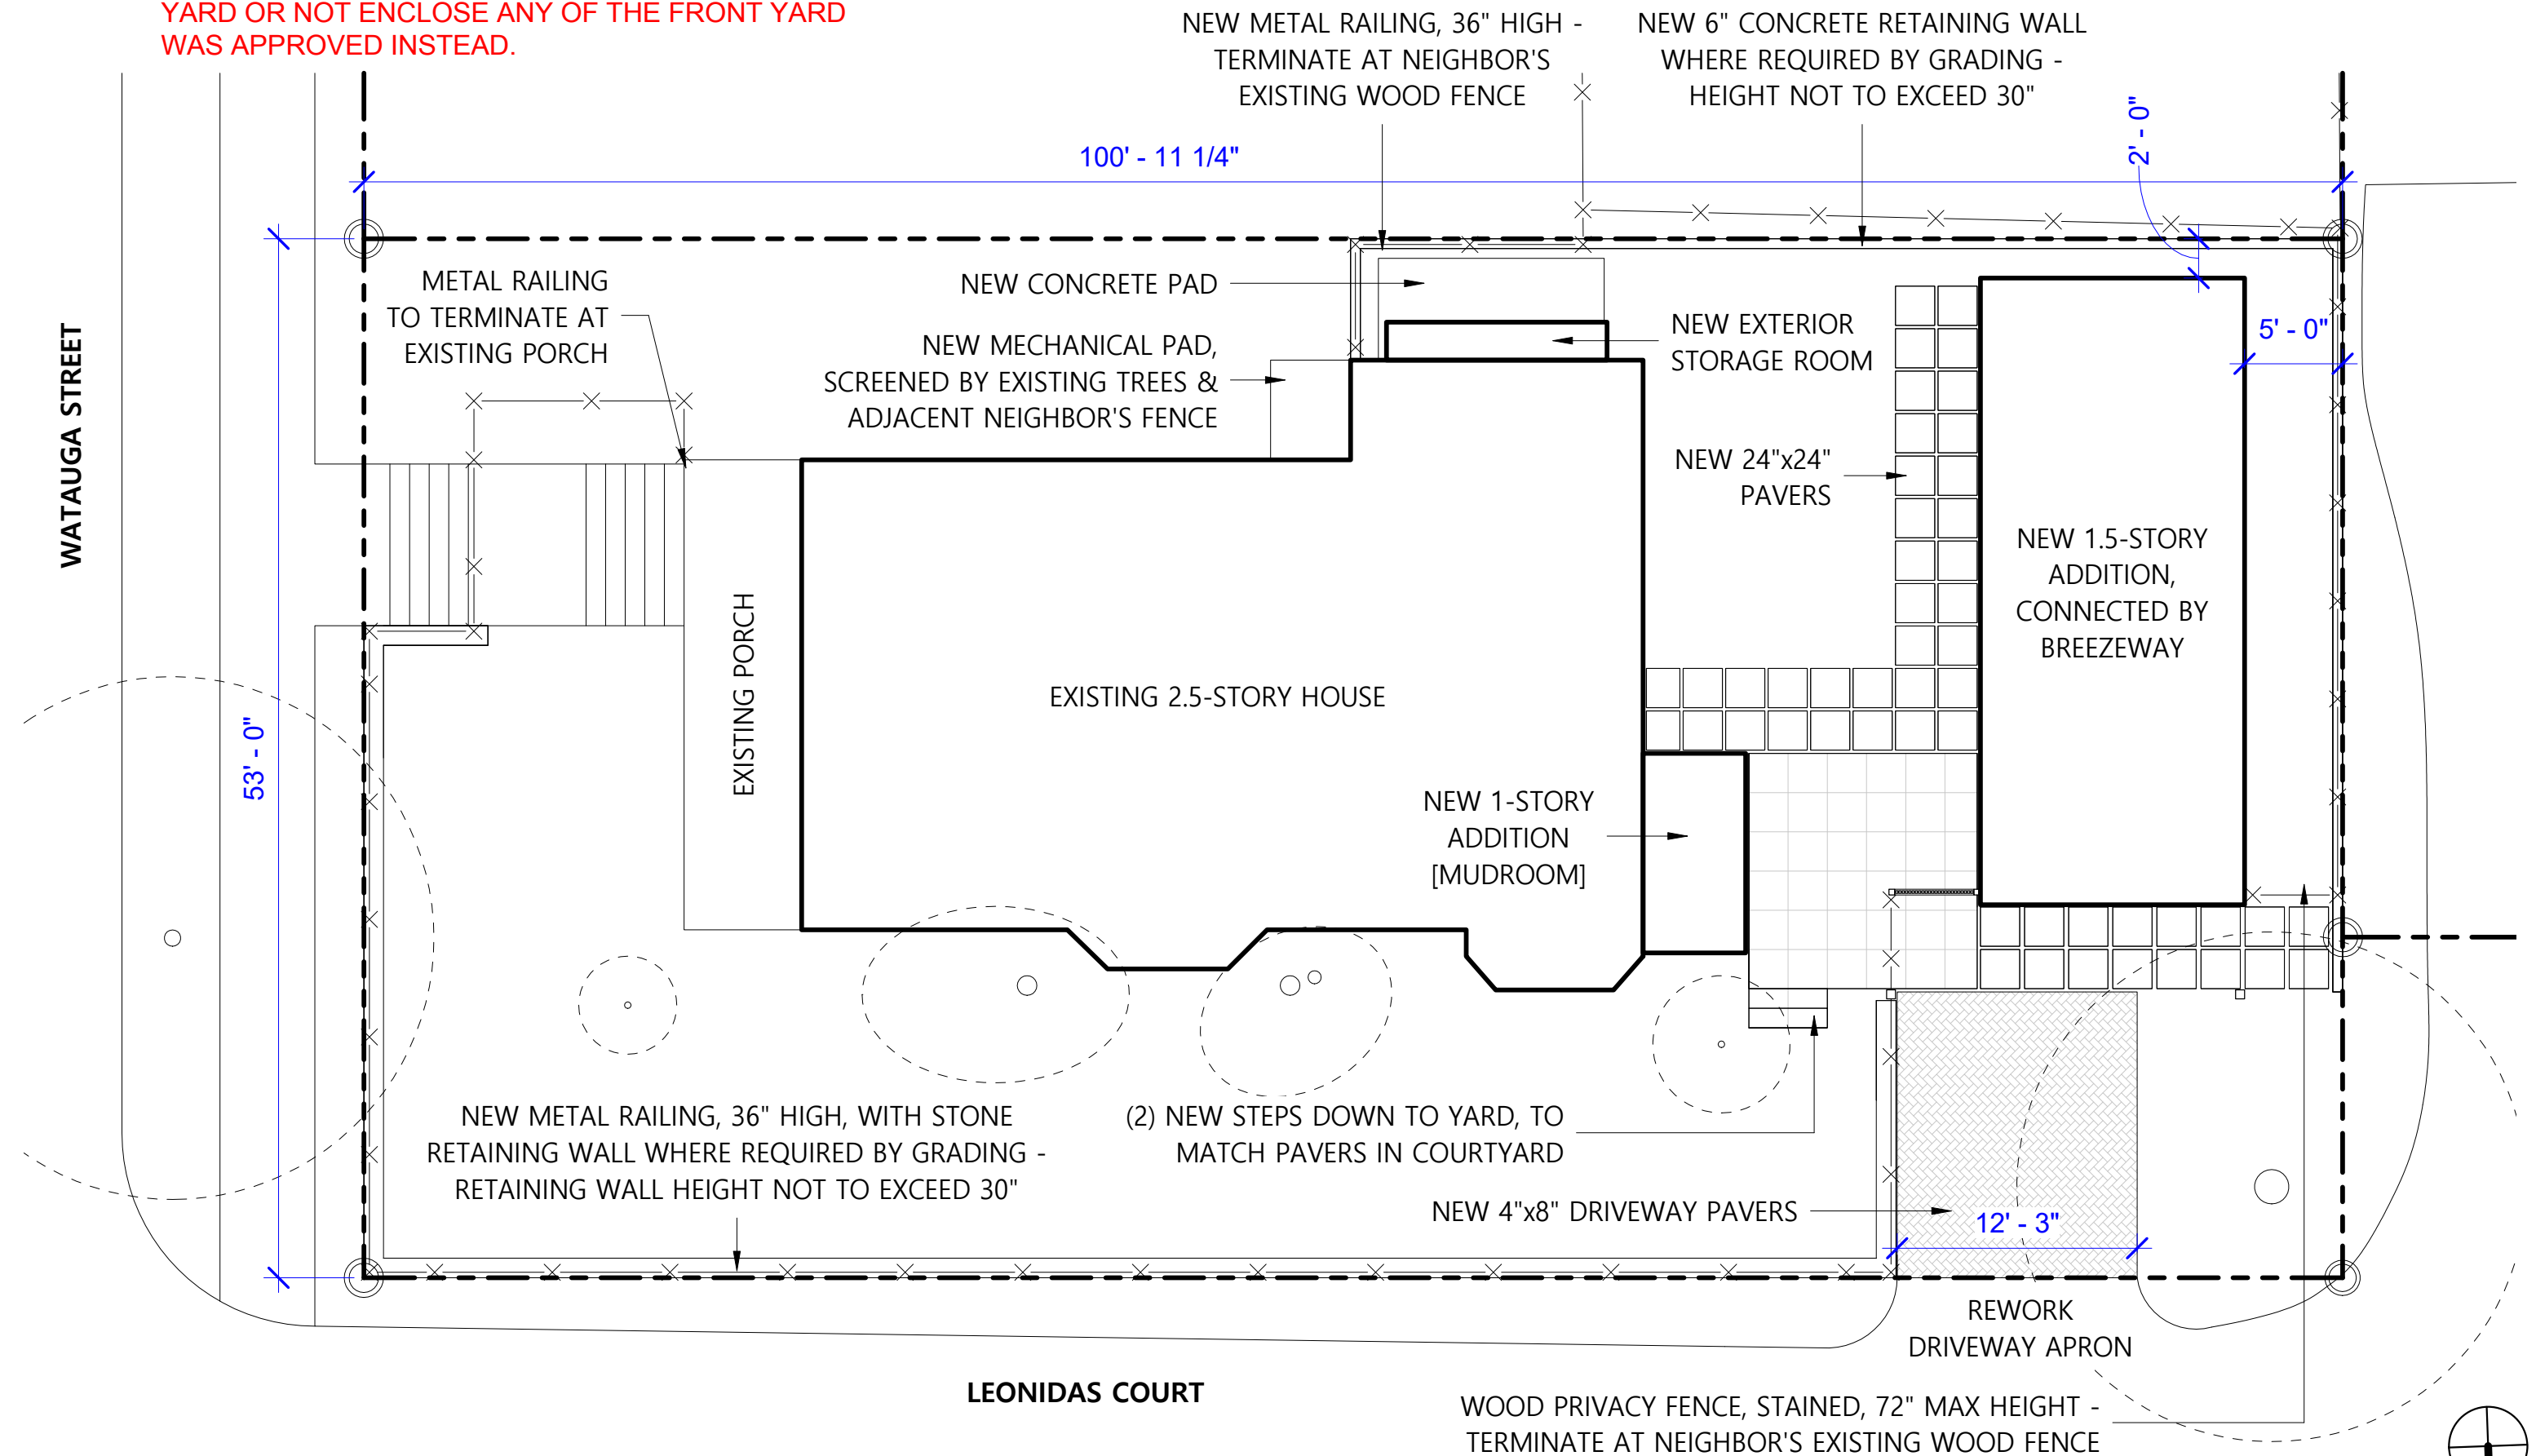 YARD OR NOT ENCLOSE ANY OF THE FRONT YARD
WAS APPROVED INSTEAD.
NEW METAL RAILING, 36" HIGH -
TERMINATE AT NEIGHBOR'S
EXISTING WOOD FENCE
NEW 6" CONCRETE RETAINING WALL
WHERE REQUIRED BY GRADING -
HEIGHT NOT TO EXCEED 30"
2' - 0"
100' - 11 1/4"
METAL RAILING
TO TERMINATE AT
EXISTING PORCH
NEW CONCRETE PAD
NEW MECHANICAL PAD,
SCREENED BY EXISTING TREES &
ADJACENT NEIGHBOR'S FENCE
NEW EXTERIOR
STORAGE ROOM
5' - 0"
WATAUGA STREET
NEW 24"x24"
PAVERS
NEW 1.5-STORY
ADDITION,
CONNECTED BY
BREEZEWAY
EXISTING PORCH
EXISTING 2.5-STORY HOUSE
53' - 0"
NEW 1-STORY
ADDITION
[MUDROOM]
NEW METAL RAILING, 36" HIGH, WITH STONE
RETAINING WALL WHERE REQUIRED BY GRADING -
RETAINING WALL HEIGHT NOT TO EXCEED 30"
(2) NEW STEPS DOWN TO YARD, TO
MATCH PAVERS IN COURTYARD
NEW 4"x8" DRIVEWAY PAVERS
12' - 3"
REWORK
DRIVEWAY APRON
LEONIDAS COURT
WOOD PRIVACY FENCE, STAINED, 72" MAX HEIGHT -
TERMINATE AT NEIGHBOR'S EXISTING WOOD FENCE